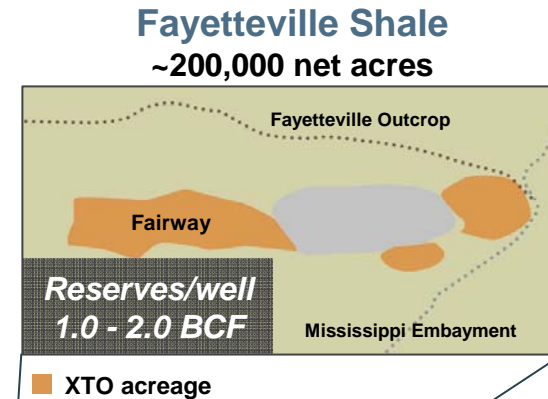 Fayetteville Shale
~200,000 net acres
Fayetteville Outcrop
Fairway
Reserves/well
1.0 - 2.0 BCF
Mississippi Embayment
XTO acreage